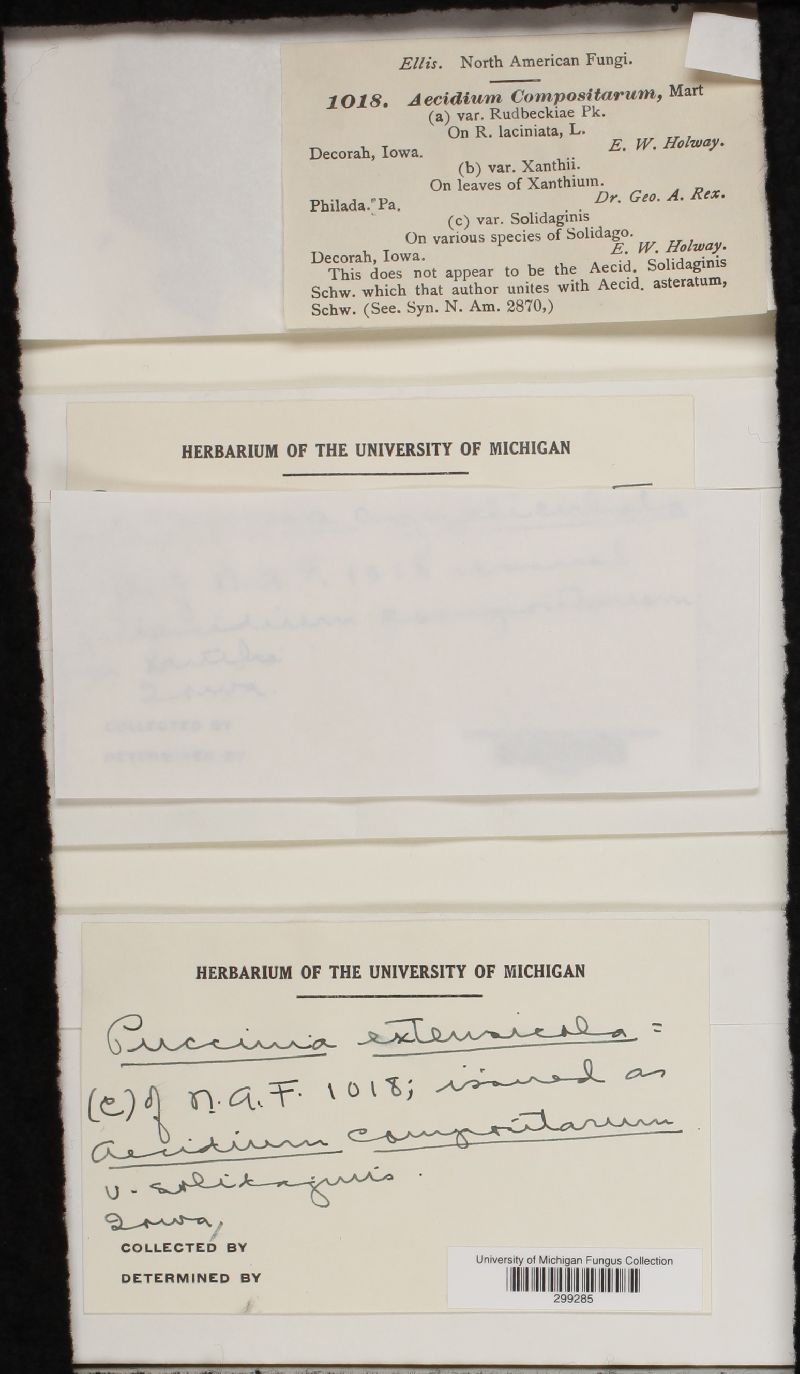 Ellis. North American Fungi.
1018. Aecidium Compositarum, Mart
(a) var. Rudbeckiae Pk.
On R. laciniata, L.
Decorah, Iowa. E. W. Holway.
(b) var. Xanthii.
On leaves of Xanthium.
Philada. Pa. Dr. Geo. A. Rex.
(c) var. Solidaginis
On various species of Solidago.
Decorah, Iowa. E. W. Holway.
This does not appear to be the Aecid. Solidaginis
Schw. which that author unites with Aecid. asteratum,
Schw. (See. Syn. N. Am. 2870,)
HERBARIUM OF THE UNIVERSITY OF MICHIGAN
HERBARIUM OF THE UNIVERSITY OF MICHIGAN
Puccinia extensicola =
(c) of N.A.F. 1018; issued as
Aecidium compositarum
v. solidaginis.
Iowa,
COLLECTED BY
DETERMINED BY
University of Michigan Fungus Collection
299285